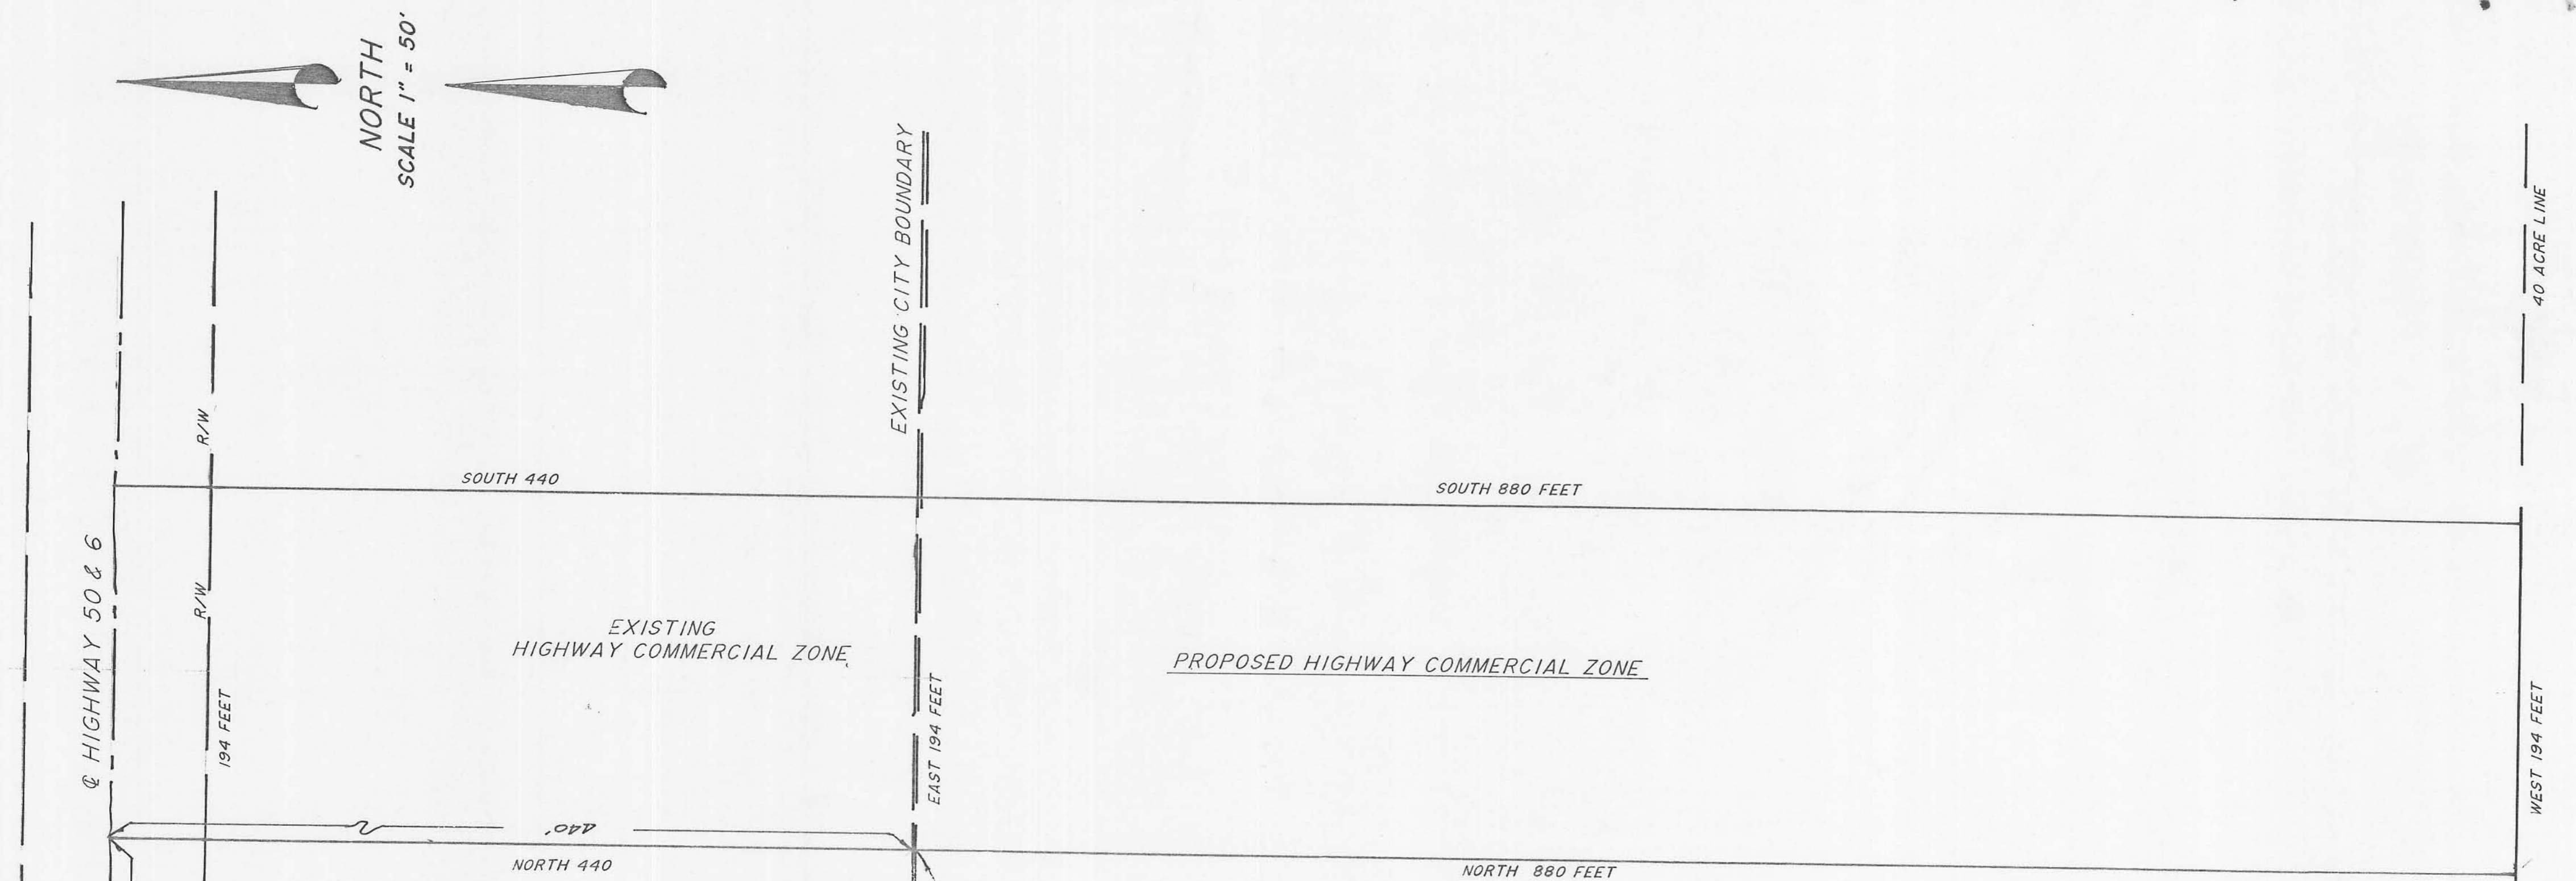 NORTH
SCALE 1" = 50'
EXISTING CITY BOUNDARY
40 ACRE LINE
R/W
SOUTH 440
SOUTH 880 FEET
℄ HIGHWAY 50 & 6
R/W
EXISTING
HIGHWAY COMMERCIAL ZONE
PROPOSED HIGHWAY COMMERCIAL ZONE
194 FEET
EAST 194 FEET
WEST 194 FEET
440'
NORTH 440
NORTH 880 FEET